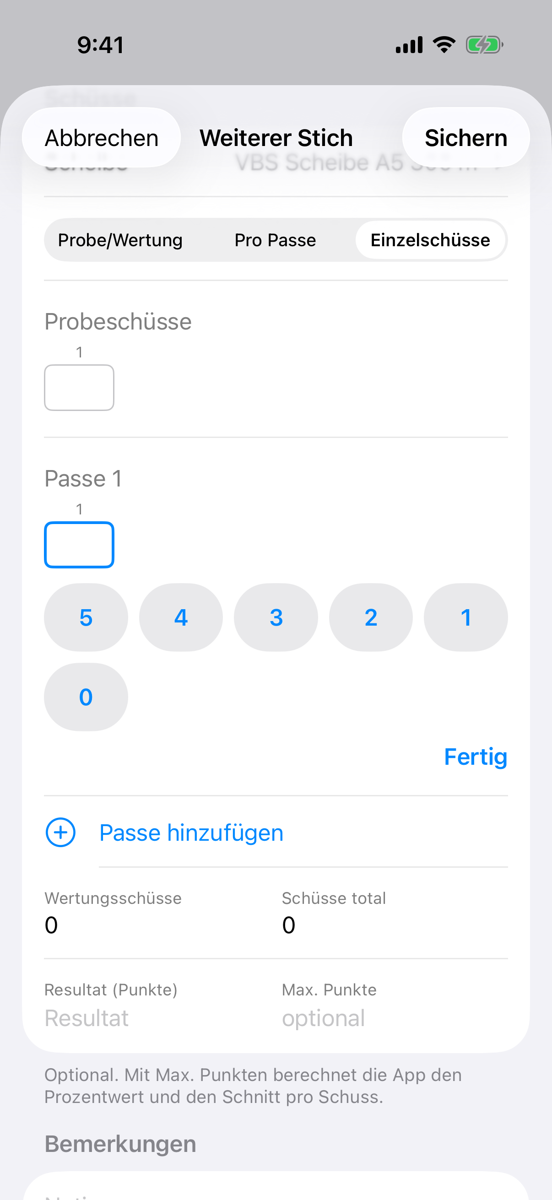 9:41
Abbrechen
Weiterer Stich
Sichern
Scheibe
VBS Scheibe A5
Probe/Wertung
Pro Passe
Einzelschüsse
Probeschüsse
1
Passe 1
1
5
4
3
2
1
0
Fertig
Passe hinzufügen
Wertungsschüsse
Schüsse total
0
0
Resultat (Punkte)
Max. Punkte
Resultat
optional
Optional. Mit Max. Punkten berechnet die App den
Prozentwert und den Schnitt pro Schuss.
Bemerkungen